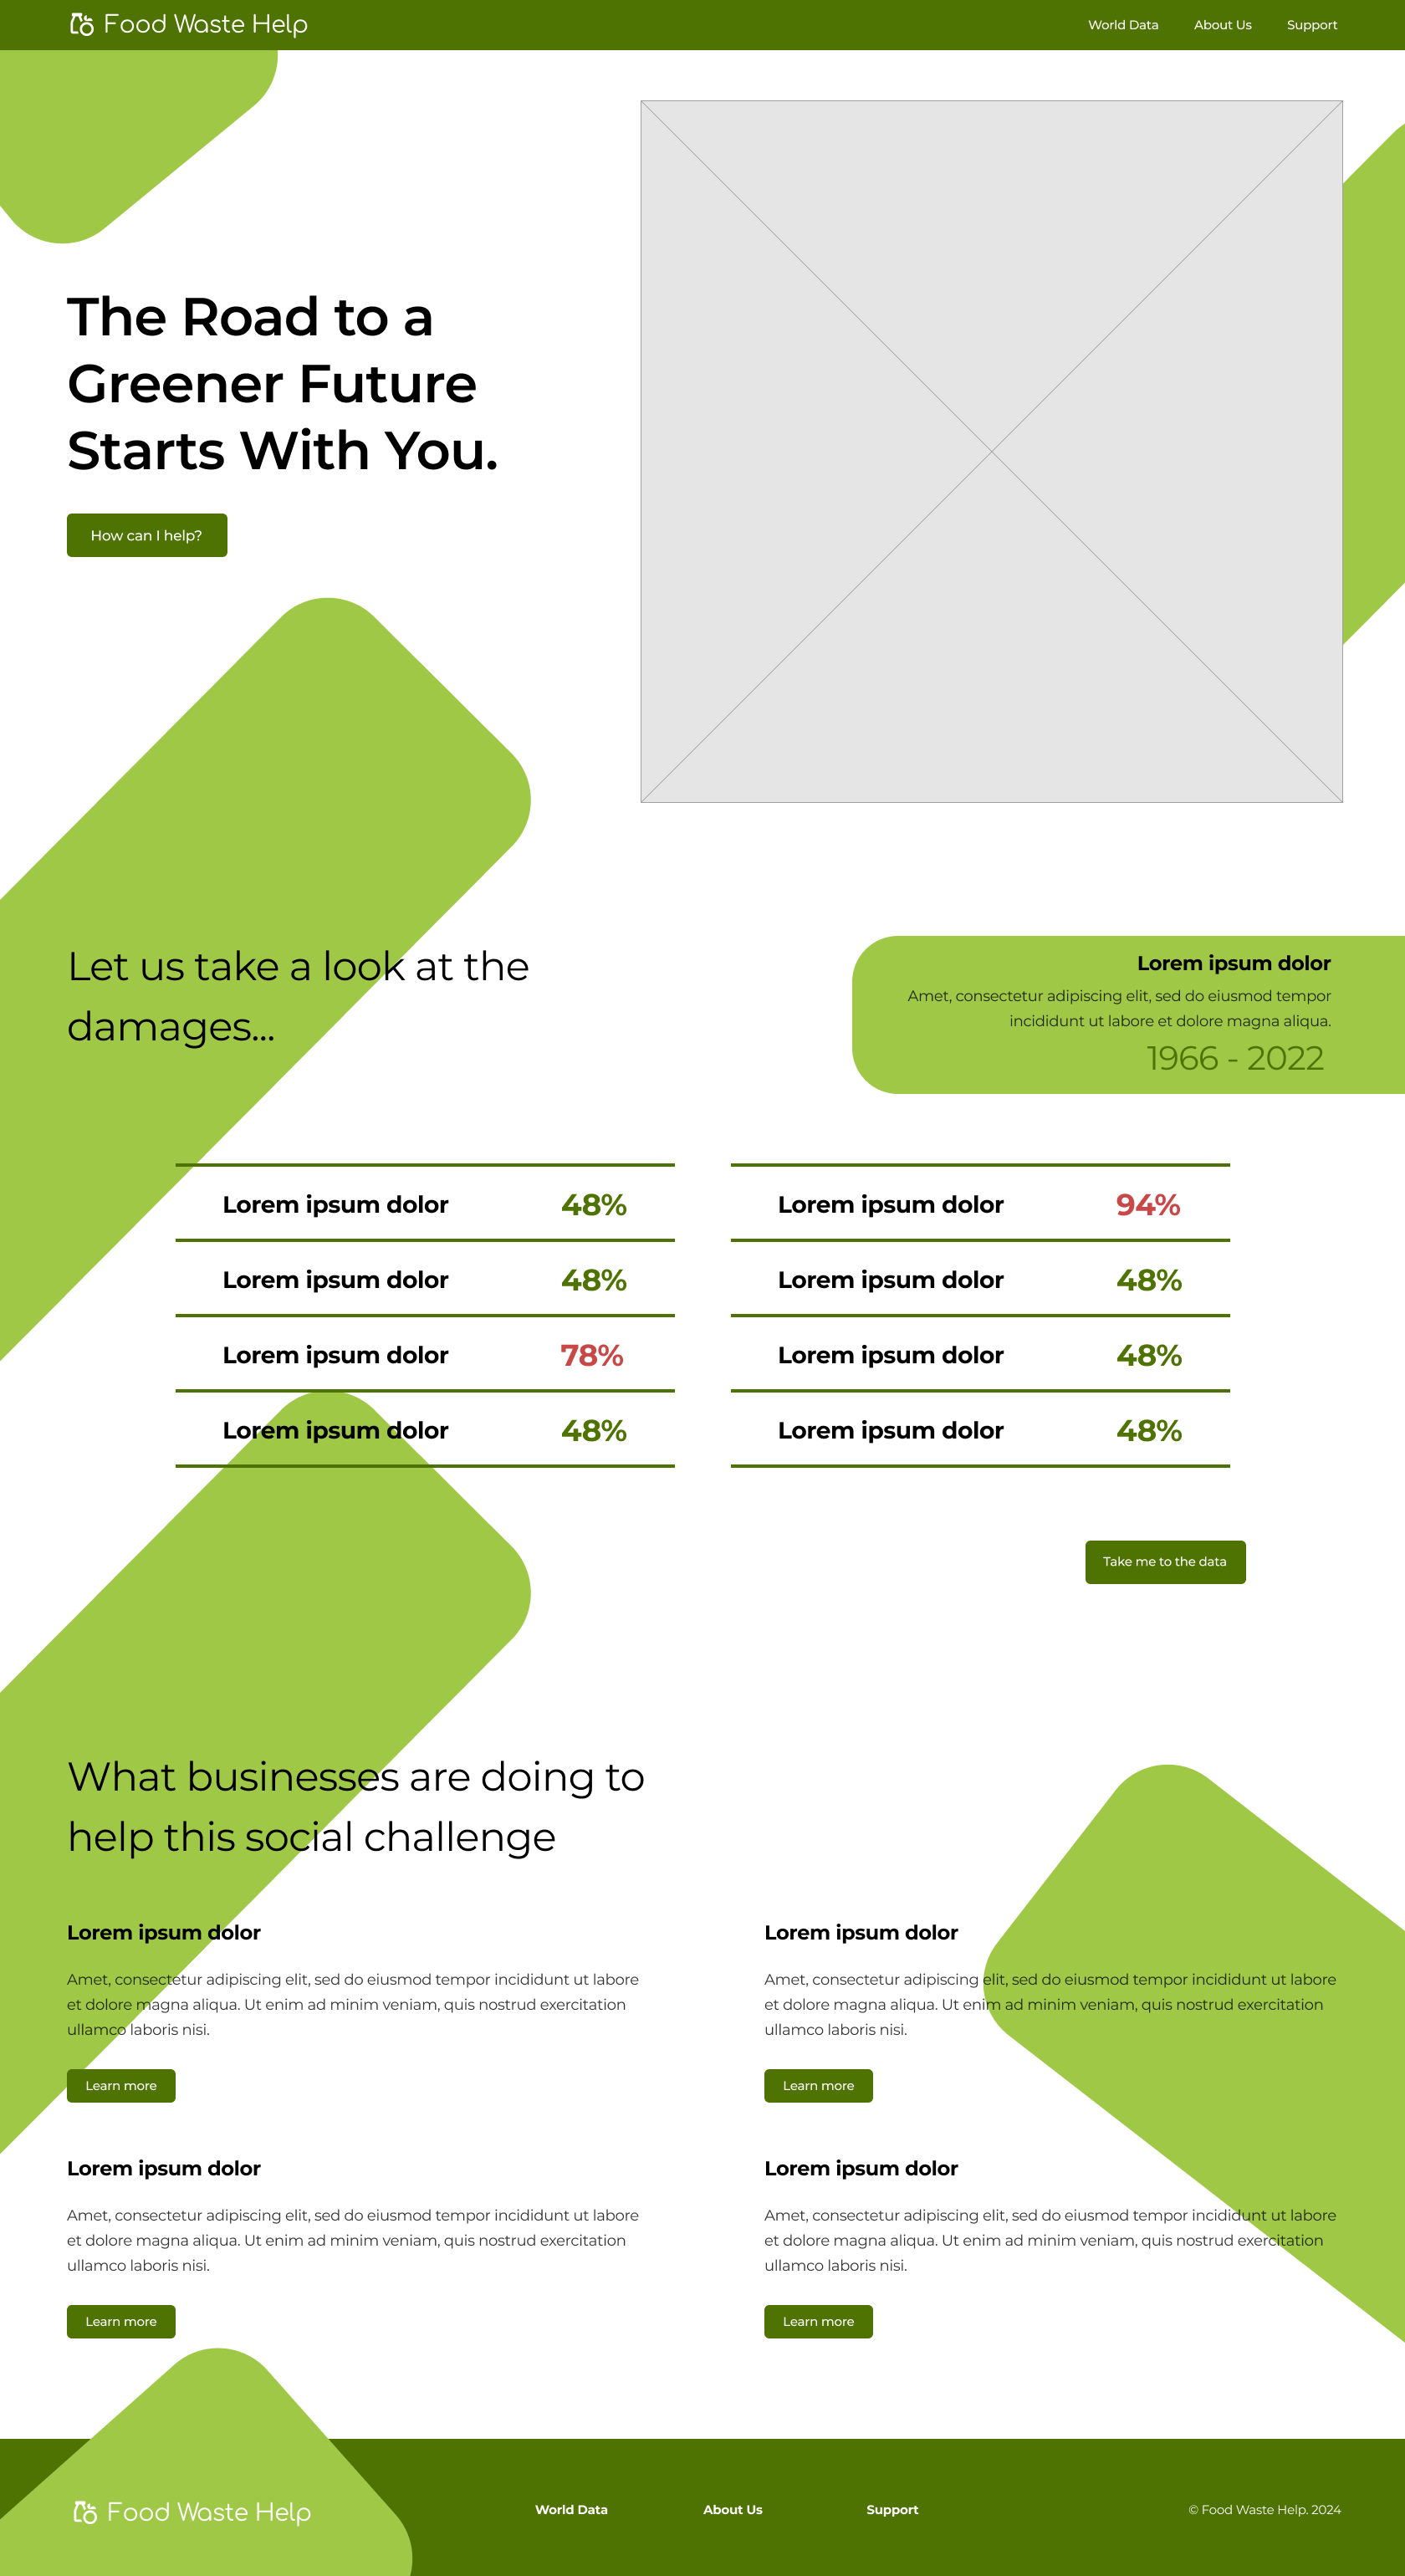 Food Waste Help
World Data
About Us
Support
The Road to a
Greener Future
Starts With You.
How can I help?
Let us take a look at the
damages...
Lorem ipsum dolor
Amet, consectetur adipiscing elit, sed do eiusmod tempor
incididunt ut labore et dolore magna aliqua.
1966 - 2022
Lorem ipsum dolor 48%
Lorem ipsum dolor 48%
Lorem ipsum dolor 78%
Lorem ipsum dolor 48%
Lorem ipsum dolor 94%
Lorem ipsum dolor 48%
Lorem ipsum dolor 48%
Lorem ipsum dolor 48%
Take me to the data
What businesses are doing to
help this social challenge
Lorem ipsum dolor
Amet, consectetur adipiscing elit, sed do eiusmod tempor incididunt ut labore
et dolore magna aliqua. Ut enim ad minim veniam, quis nostrud exercitation
ullamco laboris nisi.
Learn more
Lorem ipsum dolor
Amet, consectetur adipiscing elit, sed do eiusmod tempor incididunt ut labore
et dolore magna aliqua. Ut enim ad minim veniam, quis nostrud exercitation
ullamco laboris nisi.
Learn more
Lorem ipsum dolor
Amet, consectetur adipiscing elit, sed do eiusmod tempor incididunt ut labore
et dolore magna aliqua. Ut enim ad minim veniam, quis nostrud exercitation
ullamco laboris nisi.
Learn more
Lorem ipsum dolor
Amet, consectetur adipiscing elit, sed do eiusmod tempor incididunt ut labore
et dolore magna aliqua. Ut enim ad minim veniam, quis nostrud exercitation
ullamco laboris nisi.
Learn more
Food Waste Help
World Data
About Us
Support
© Food Waste Help. 2024